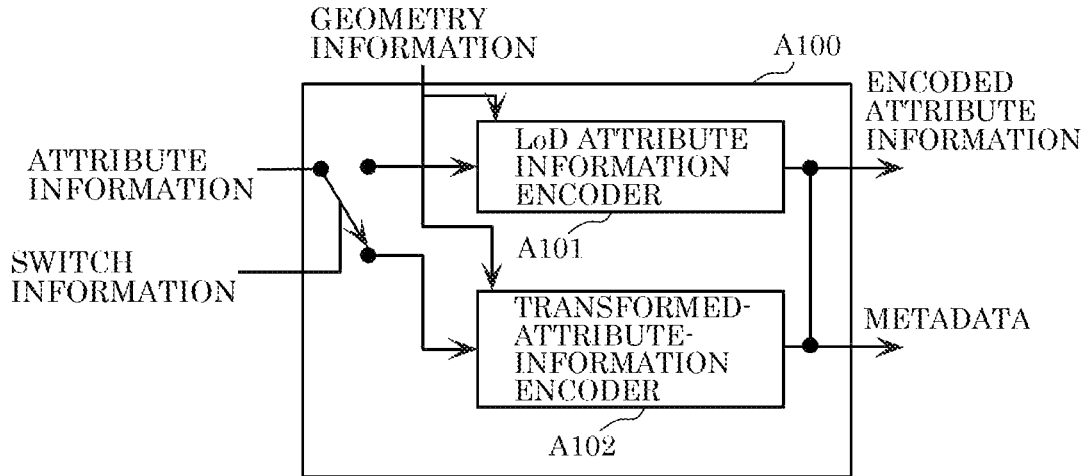 GEOMETRY
INFORMATION
A100
ENCODED
ATTRIBUTE
INFORMATION
ATTRIBUTE
INFORMATION
LoD ATTRIBUTE
INFORMATION
ENCODER
A101
SWITCH
INFORMATION
TRANSFORMED-
ATTRIBUTE-
INFORMATION
ENCODER
METADATA
A102